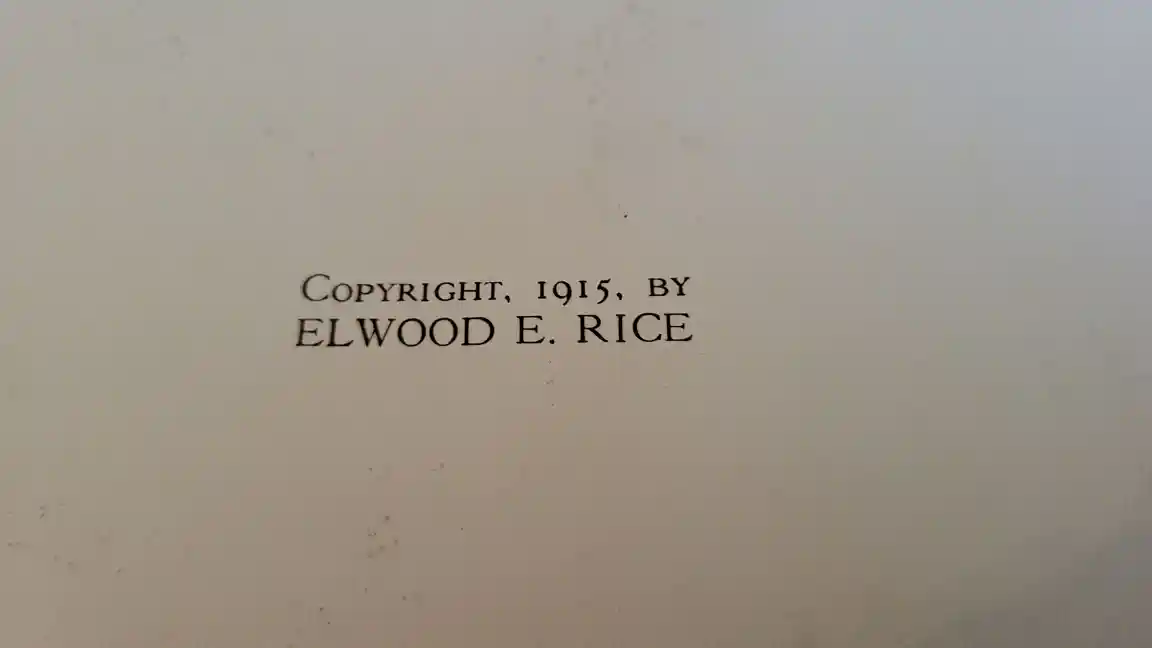 Copyright, 1915, by
ELWOOD E. RICE